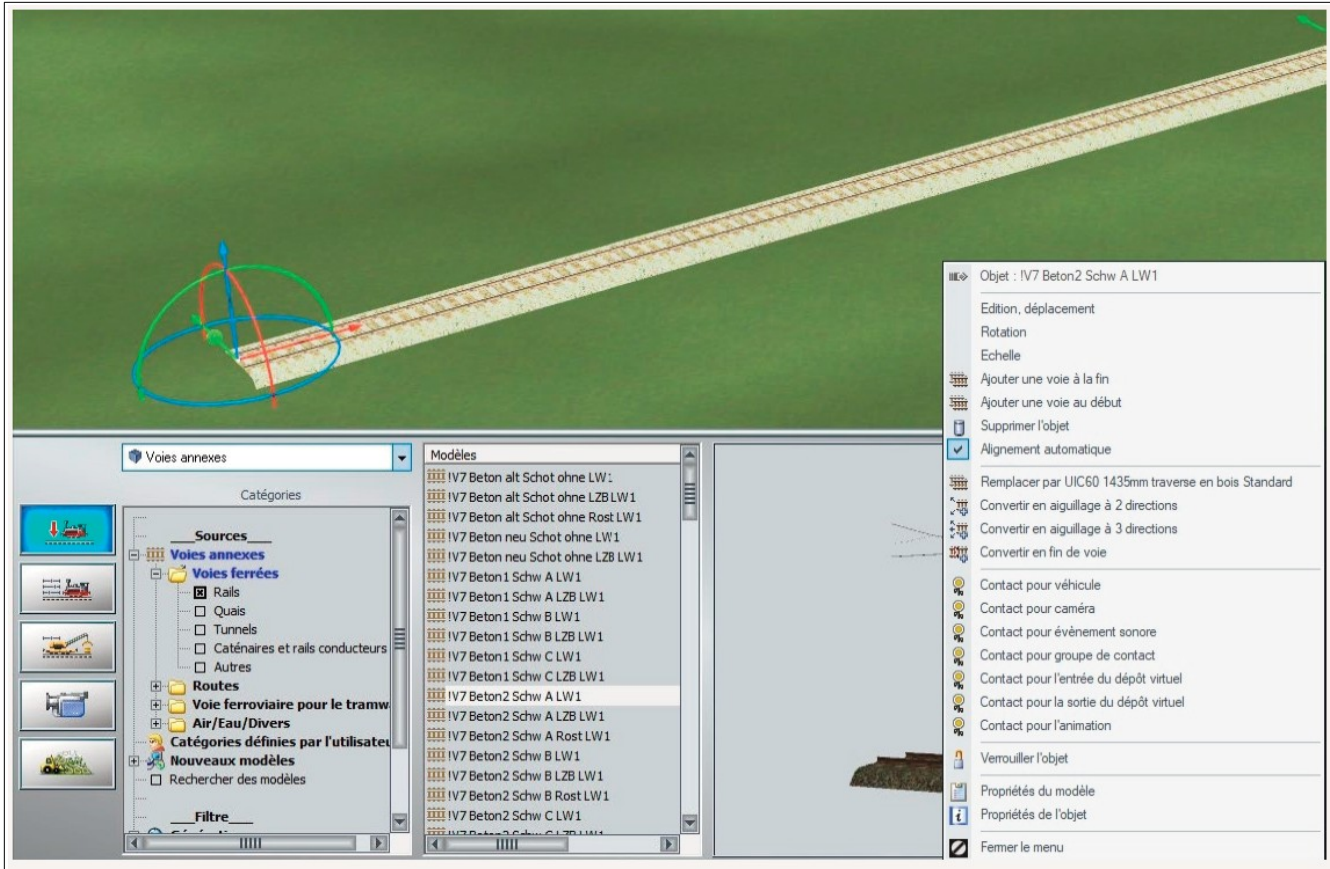 Voies annexes
Catégories
___Sources___
Voies annexes
Voies ferrées
Rails
Quais
Tunnels
Caténaires et rails conducteurs
Autres
Routes
Voie ferroviaire pour le tramw
Air/Eau/Divers
Catégories définies par l'utilisateu
Nouveaux modèles
Rechercher des modèles
___Filtre___
Modèles
!V7 Beton alt Schot ohne LW1
!V7 Beton alt Schot ohne LZB LW1
!V7 Beton alt Schot ohne Rost LW1
!V7 Beton neu Schot ohne LW1
!V7 Beton neu Schot ohne LZB LW1
!V7 Beton1 Schw A LW1
!V7 Beton1 Schw A LZB LW1
!V7 Beton1 Schw B LW1
!V7 Beton1 Schw B LZB LW1
!V7 Beton1 Schw C LW1
!V7 Beton1 Schw C LZB LW1
!V7 Beton2 Schw A LW1
!V7 Beton2 Schw A LZB LW1
!V7 Beton2 Schw A Rost LW1
!V7 Beton2 Schw B LW1
!V7 Beton2 Schw B LZB LW1
!V7 Beton2 Schw B Rost LW1
!V7 Beton2 Schw C LW1
Objet : !V7 Beton2 Schw A LW1
Edition, déplacement
Rotation
Echelle
Ajouter une voie à la fin
Ajouter une voie au début
Supprimer l'objet
Alignement automatique
Remplacer par UIC60 1435mm traverse en bois Standard
Convertir en aiguillage à 2 directions
Convertir en aiguillage à 3 directions
Convertir en fin de voie
Contact pour véhicule
Contact pour caméra
Contact pour évènement sonore
Contact pour groupe de contact
Contact pour l'entrée du dépôt virtuel
Contact pour la sortie du dépôt virtuel
Contact pour l'animation
Verrouiller l'objet
Propriétés du modèle
Propriétés de l'objet
Fermer le menu